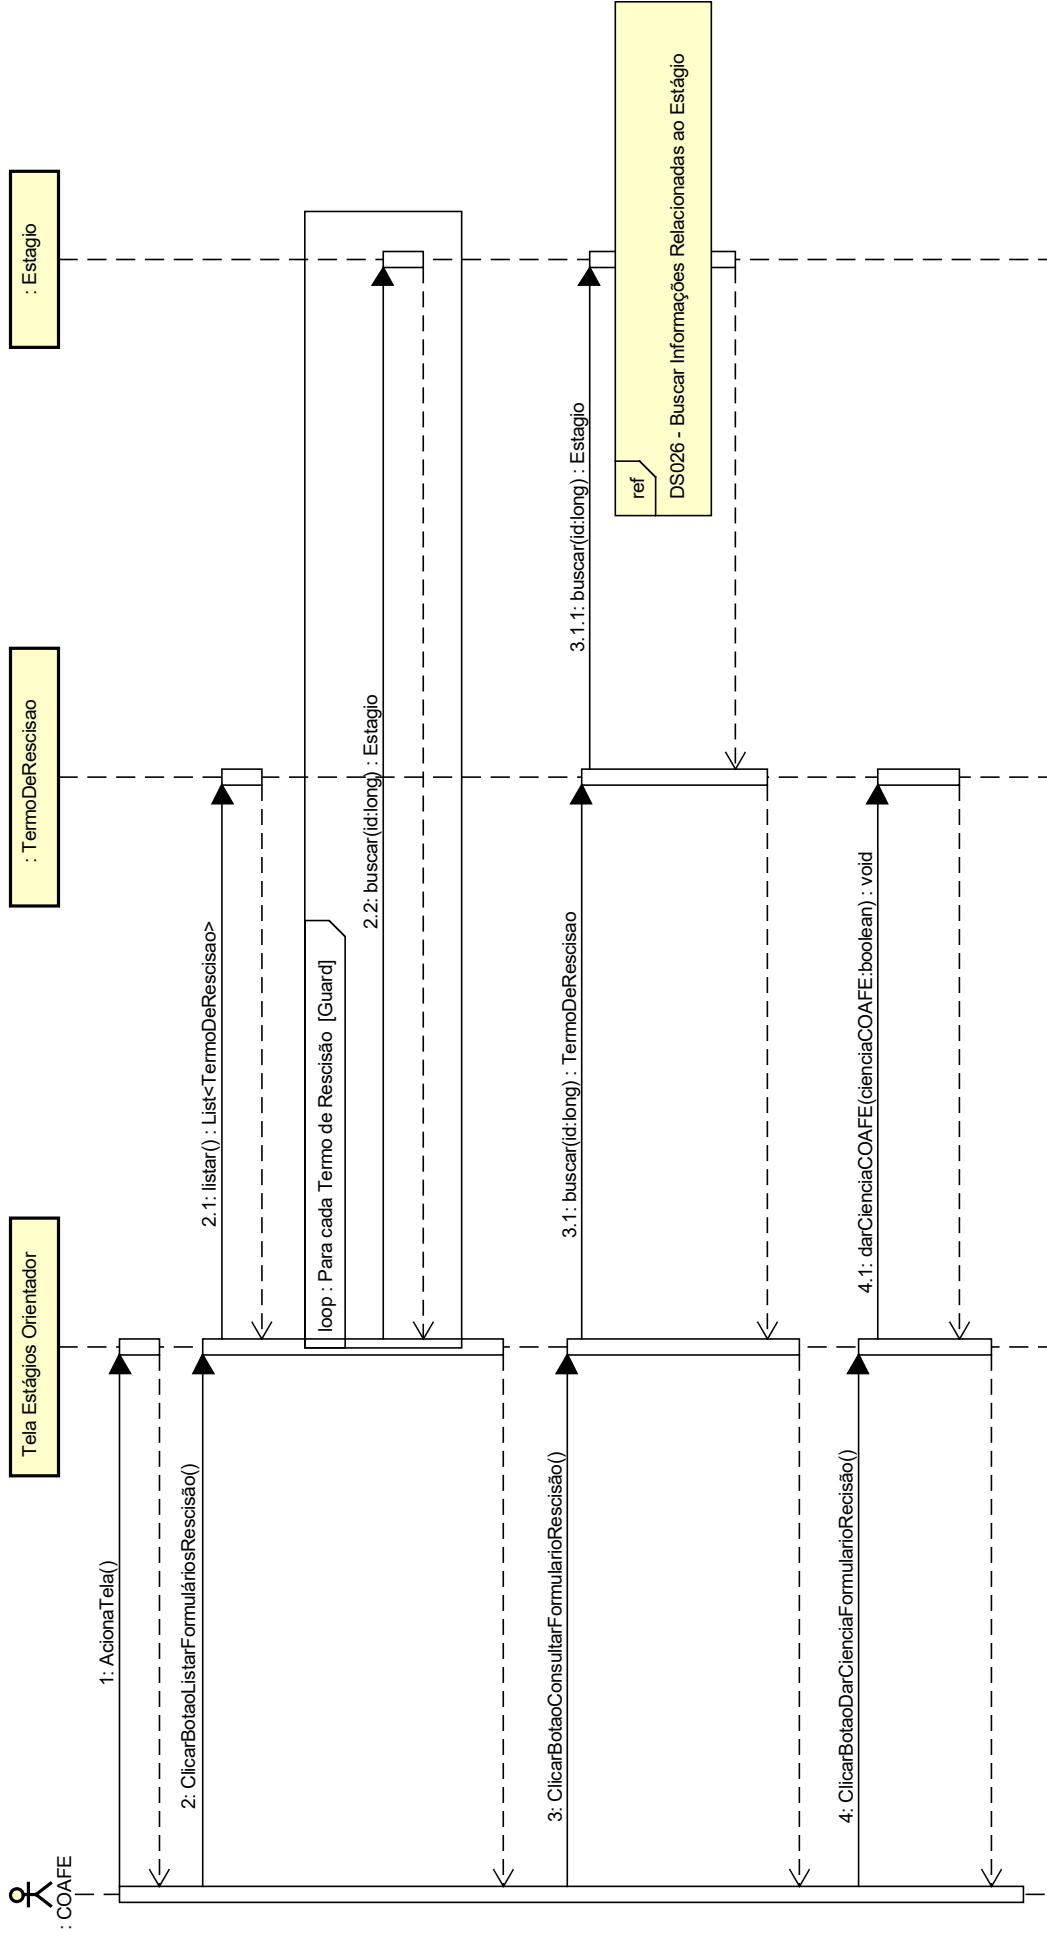 : COAFE
Tela Estágios Orientador
: TermoDeRescisao
: Estagio
1: AcionaTela()
2: ClicarBotaoListarFormuláriosRescisão()
2.1: listar() : List<TermoDeRescisao>
loop : Para cada Termo de Rescisão [Guard]
2.2: buscar(id:long) : Estagio
3: ClicarBotaoConsultarFormularioRescisão()
3.1: buscar(id:long) : TermoDeRescisao
3.1.1: buscar(id:long) : Estagio
ref
DS026 - Buscar Informações Relacionadas ao Estágio
4: ClicarBotaoDarCienciaFormularioRecisão()
4.1: darCienciaCOAFE(cienciaCOAFE:boolean) : void